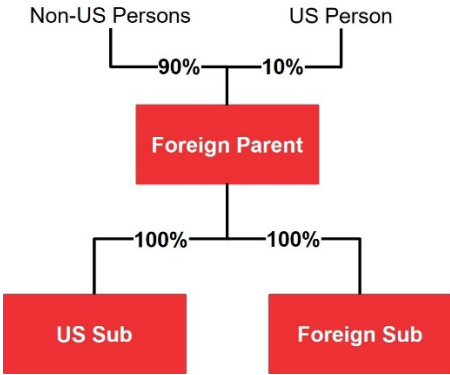 Non-US Persons
US Person
90%
10%
Foreign Parent
100%
100%
US Sub
Foreign Sub